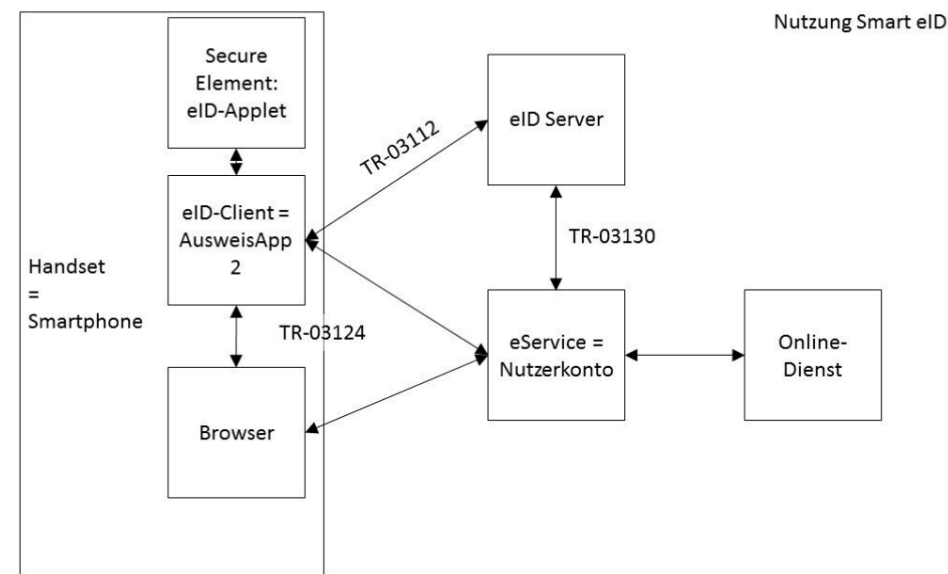 Nutzung Smart eID
Secure
Element:
eID-Applet
eID-Client =
AusweisApp
2
Handset
=
Smartphone
Browser
TR-03112
TR-03124
eID Server
TR-03130
eService =
Nutzerkonto
Online-
Dienst